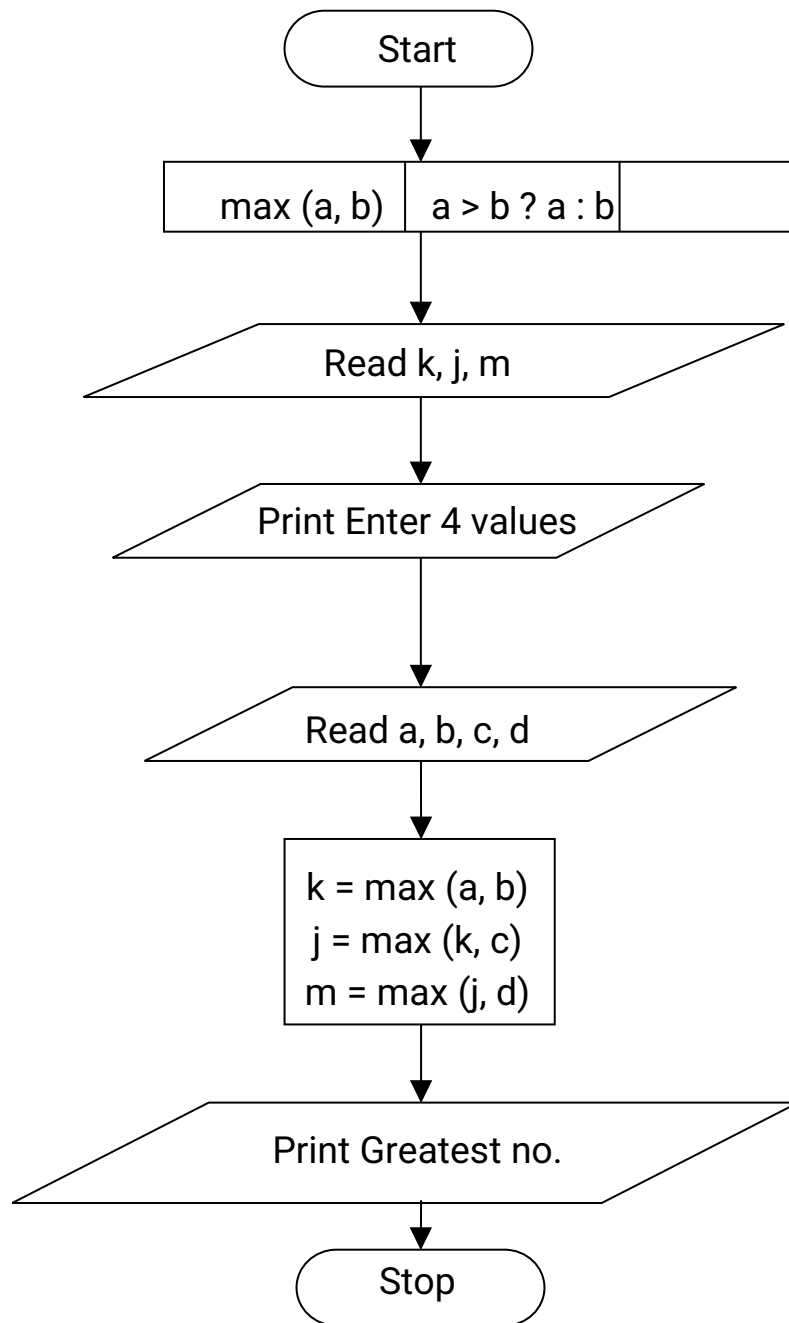 Start
max (a, b) a > b ? a : b
Read k, j, m
Print Enter 4 values
Read a, b, c, d
k = max (a, b)
j = max (k, c)
m = max (j, d)
Print Greatest no.
Stop